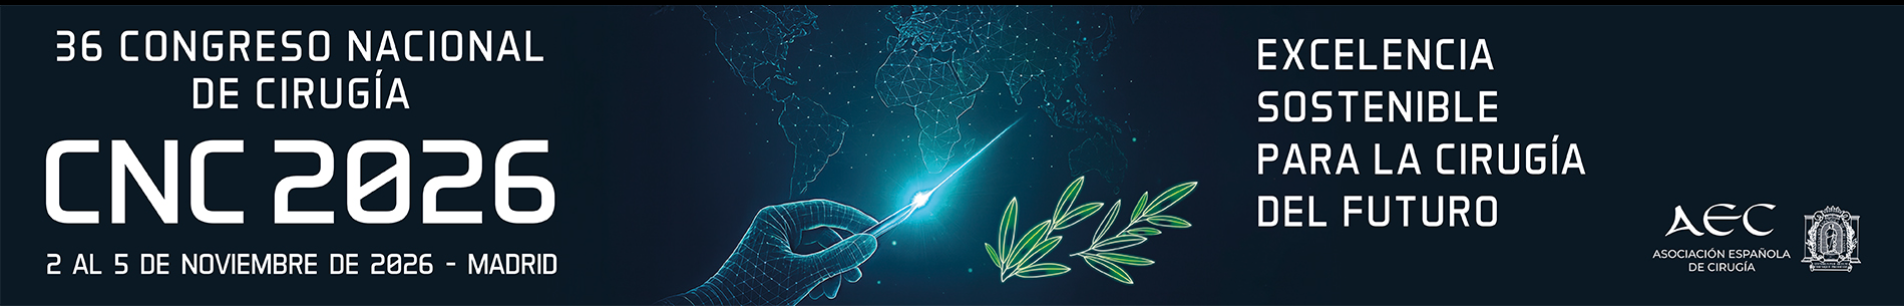 36 CONGRESO NACIONAL
DE CIRUGÍA
CNC 2026
2 AL 5 DE NOVIEMBRE DE 2026 - MADRID
EXCELENCIA
SOSTENIBLE
PARA LA CIRUGÍA
DEL FUTURO
AEC
ASOCIACIÓN ESPAÑOLA
DE CIRUGÍA